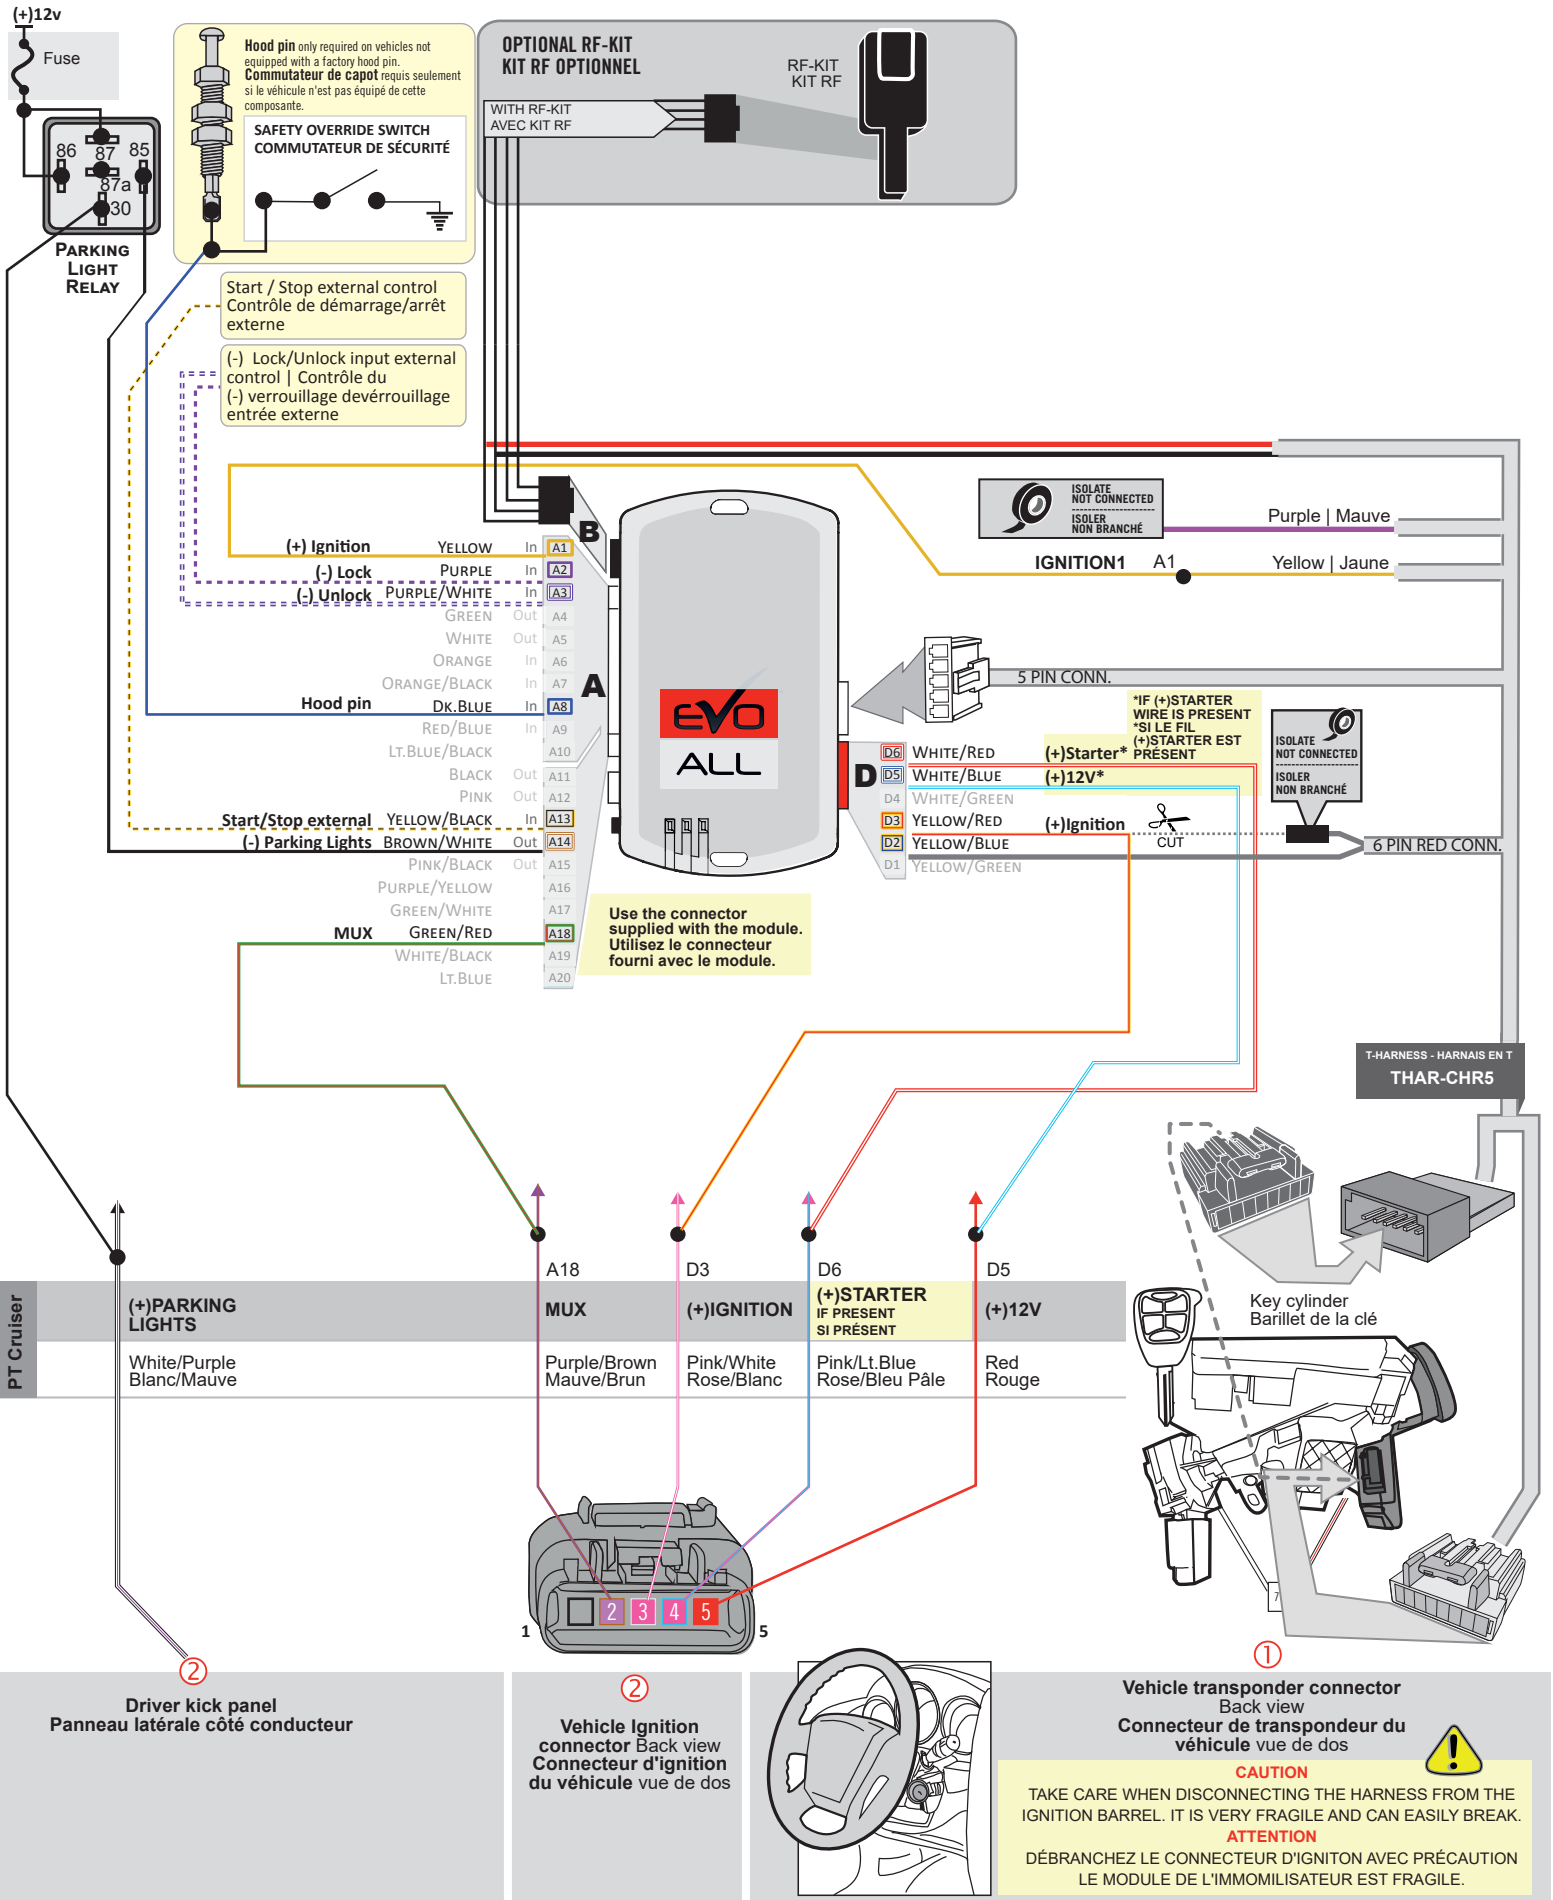 (+)12v
Fuse
86
87
85
87a
30
PARKING
LIGHT
RELAY
Hood pin only required on vehicles not
equipped with a factory hood pin.
Commutateur de capot requis seulement
si le véhicule n'est pas équipé de cette
composante.
SAFETY OVERRIDE SWITCH
COMMUTATEUR DE SÉCURITÉ
OPTIONAL RF-KIT
KIT RF OPTIONNEL
RF-KIT
KIT RF
WITH RF-KIT
AVEC KIT RF
Start / Stop external control
Contrôle de démarrage/arrêt
externe
(-) Lock/Unlock input external
control | Contrôle du
(-) verrouillage devérrouillage
entrée externe
ISOLATE
NOT CONNECTED
ISOLER
NON BRANCHÉ
Purple | Mauve
IGNITION1 A1 Yellow | Jaune
B
A
(+) Ignition YELLOW In A1
(-) Lock PURPLE In A2
(-) Unlock PURPLE/WHITE In A3
GREEN Out A4
WHITE Out A5
ORANGE In A6
ORANGE/BLACK In A7
Hood pin DK.BLUE In A8
RED/BLUE In A9
LT.BLUE/BLACK A10
BLACK Out A11
PINK Out A12
Start/Stop external YELLOW/BLACK In A13
(-) Parking Lights BROWN/WHITE Out A14
PINK/BLACK Out A15
PURPLE/YELLOW A16
GREEN/WHITE A17
MUX GREEN/RED A18
WHITE/BLACK A19
LT.BLUE A20
EVO
ALL
5 PIN CONN.
*IF (+)STARTER
WIRE IS PRESENT
*SI LE FIL
(+)STARTER EST
PRÉSENT
D
D6 WHITE/RED (+)Starter*
D5 WHITE/BLUE (+)12V*
D4 WHITE/GREEN
D3 YELLOW/RED (+)Ignition
D2 YELLOW/BLUE
D1 YELLOW/GREEN
CUT
ISOLATE
NOT CONNECTED
ISOLER
NON BRANCHÉ
6 PIN RED CONN.
Use the connector
supplied with the module.
Utilisez le connecteur
fourni avec le module.
T-HARNESS - HARNAIS EN T
THAR-CHR5
A18
D3
D6
D5
PT Cruiser
(+)PARKING
LIGHTS
MUX
(+)IGNITION
(+)STARTER
IF PRESENT
SI PRÉSENT
(+)12V
White/Purple
Blanc/Mauve
Purple/Brown
Mauve/Brun
Pink/White
Rose/Blanc
Pink/Lt.Blue
Rose/Bleu Pâle
Red
Rouge
Key cylinder
Barillet de la clé
7
2
3
4
5
1
5
2
Driver kick panel
Panneau latérale côté conducteur
2
Vehicle Ignition
connector Back view
Connecteur d'ignition
du véhicule vue de dos
1
Vehicle transponder connector
Back view
Connecteur de transpondeur du
véhicule vue de dos
!
CAUTION
TAKE CARE WHEN DISCONNECTING THE HARNESS FROM THE
IGNITION BARREL. IT IS VERY FRAGILE AND CAN EASILY BREAK.
ATTENTION
DÉBRANCHEZ LE CONNECTEUR D'IGNITON AVEC PRÉCAUTION
LE MODULE DE L'IMMOMILISATEUR EST FRAGILE.